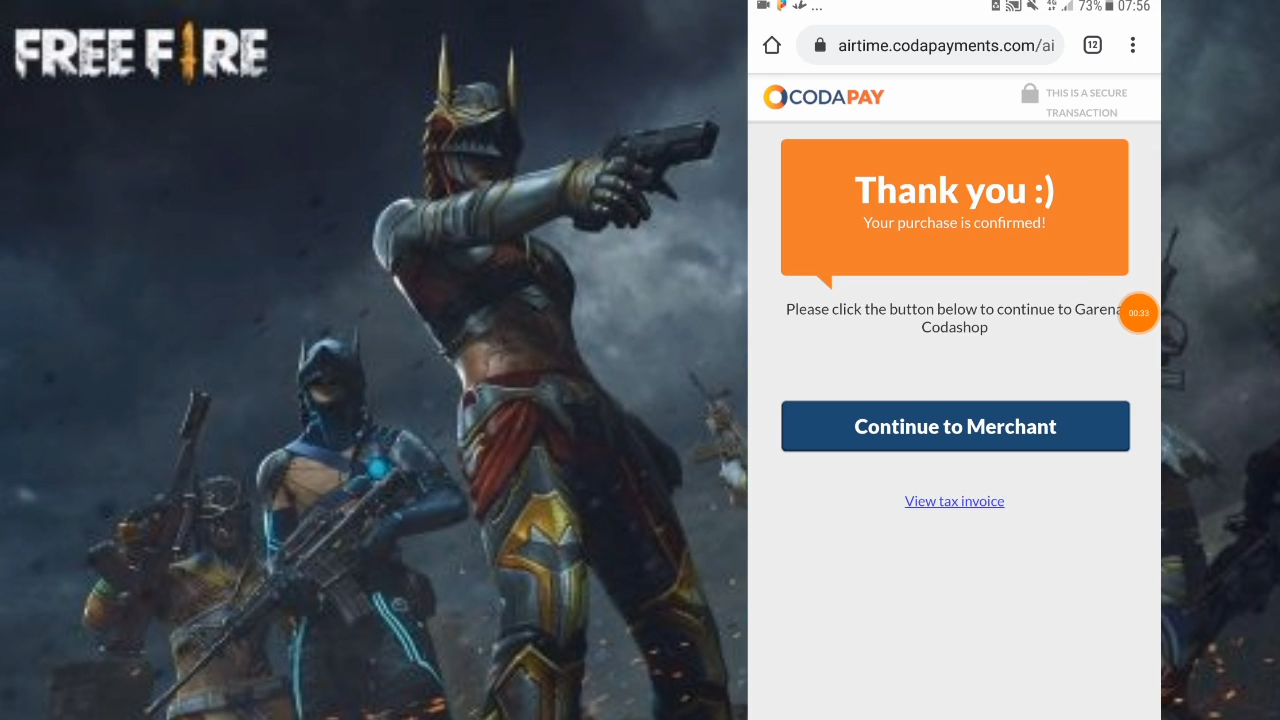 FREE FIRE
... 4G 73% 07:56
airtime.codapayments.com/ai
12
CODAPAY
THIS IS A SECURE
TRANSACTION
Thank you :)
Your purchase is confirmed!
Please click the button below to continue to Garena
Codashop
00:33
Continue to Merchant
View tax invoice